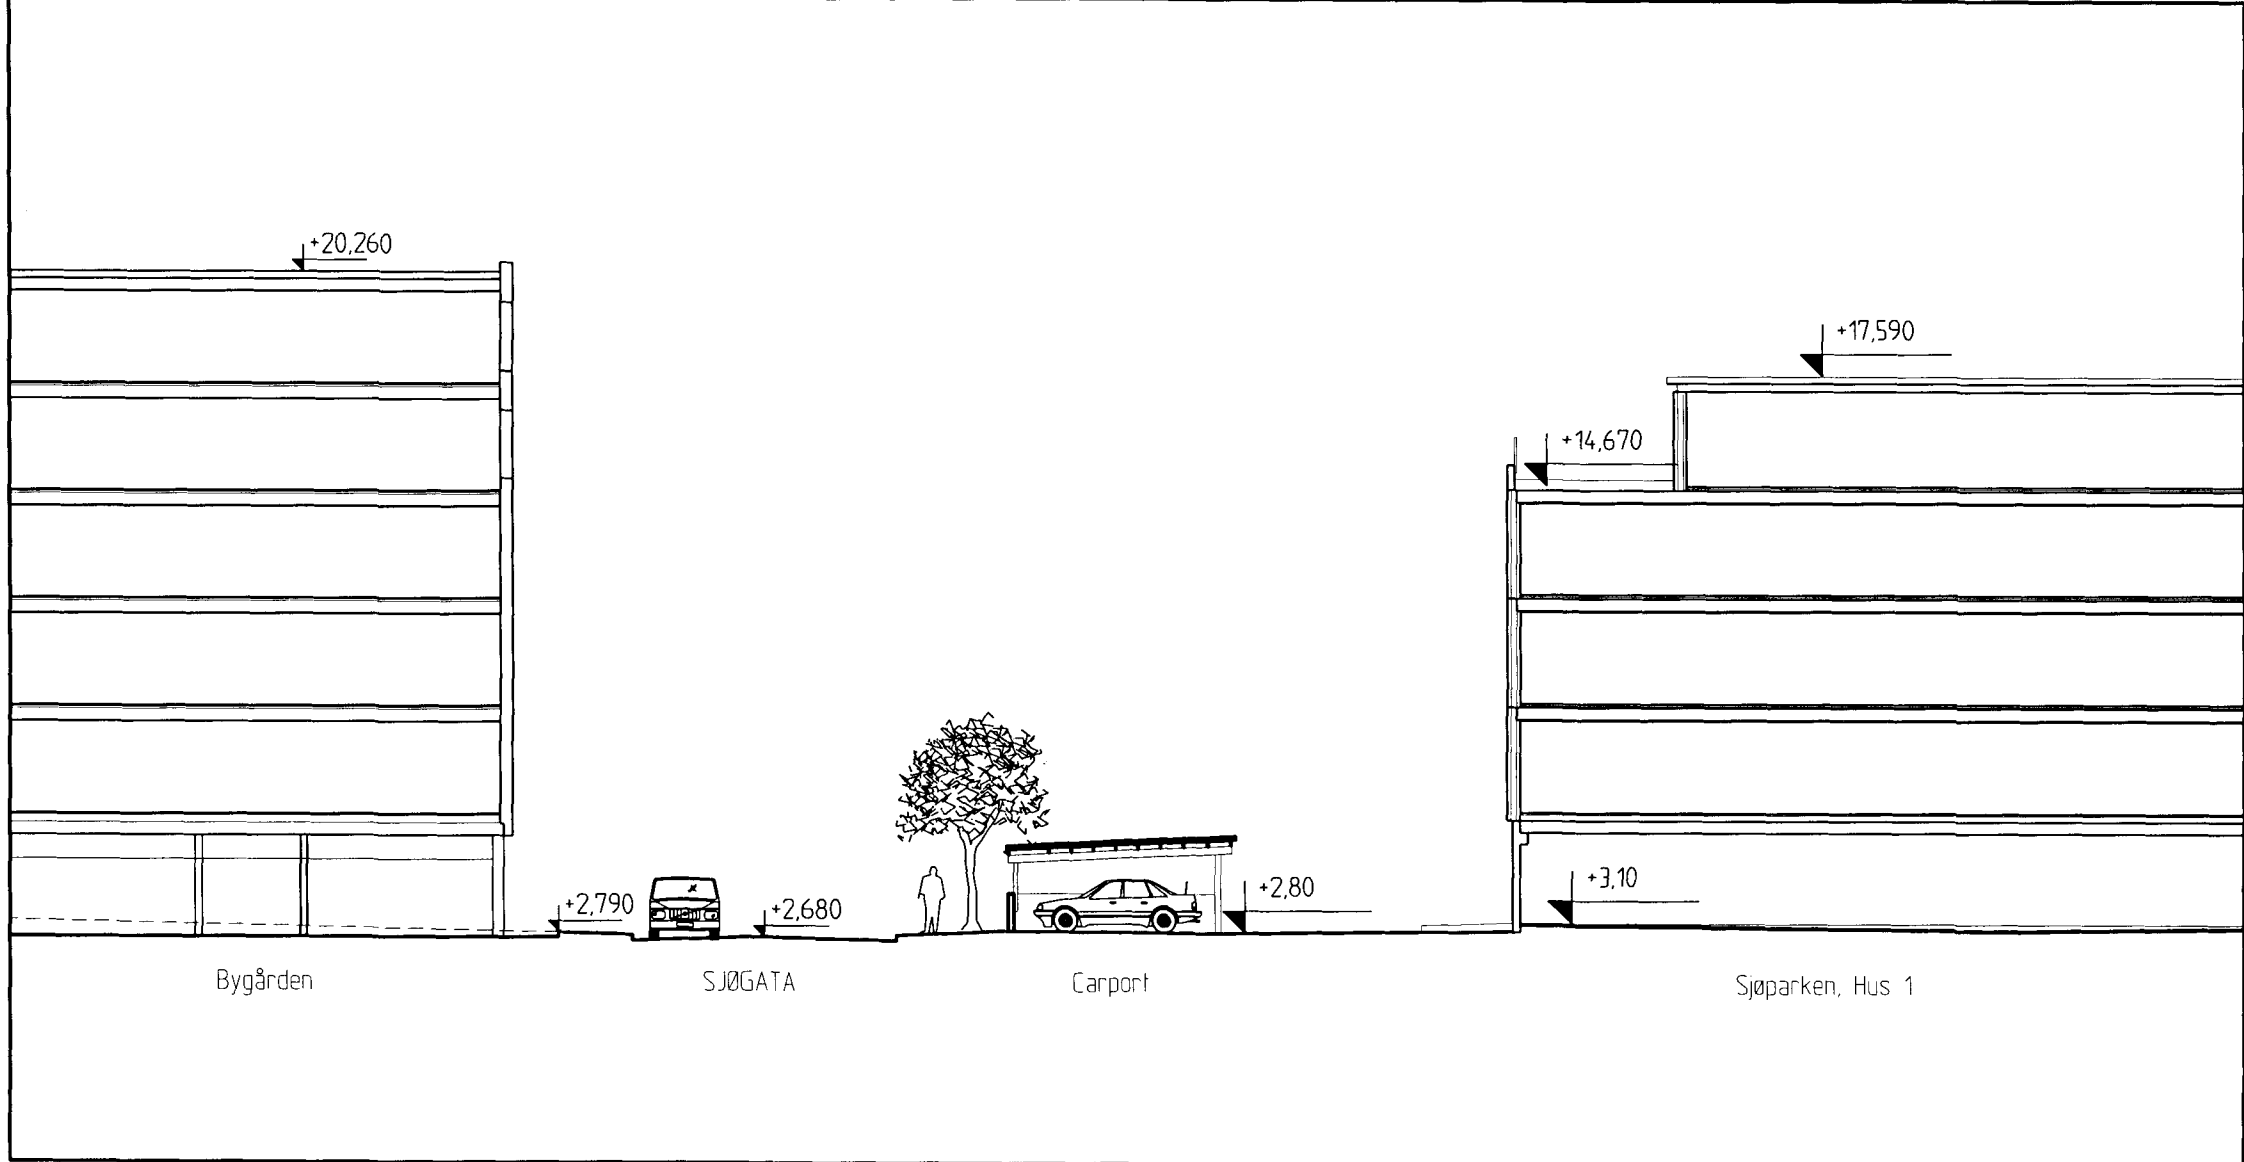 +20,260
+17,590
+14,670
+2,790
+2,680
+2,80
+3,10
Bygården
SJØGATA
Carport
Sjøparken, Hus 1